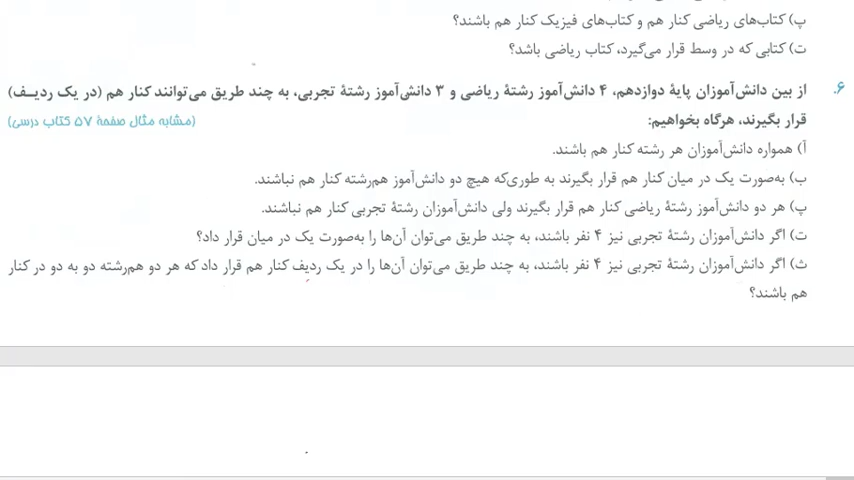 پ) کتاب‌های ریاضی کنار هم و کتاب‌های فیزیک کنار هم باشند؟
ت) کتابی که در وسط قرار می‌گیرد، کتاب ریاضی باشد؟
۶. از بین دانش‌آموزان پایهٔ دوازدهم، ۴ دانش‌آموز رشتهٔ ریاضی و ۳ دانش‌آموز رشتهٔ تجربی، به چند طریق می‌توانند کنار هم (در یک ردیـف)
قرار بگیرند، هرگاه بخواهیم: (مشابه مثال صفحهٔ ۵۷ کتاب درسی)
آ) همواره دانش‌آموزان هر رشته کنار هم باشند.
ب) به‌صورت یک در میان کنار هم قرار بگیرند به طوری‌که هیچ دو دانش‌آموز هم‌رشته کنار هم نباشند.
پ) هر دو دانش‌آموز رشتهٔ ریاضی کنار هم قرار بگیرند ولی دانش‌آموزان رشتهٔ تجربی کنار هم نباشند.
ت) اگر دانش‌آموزان رشتهٔ تجربی نیز ۴ نفر باشند، به چند طریق می‌توان آن‌ها را به‌صورت یک در میان قرار داد؟
ث) اگر دانش‌آموزان رشتهٔ تجربی نیز ۴ نفر باشند، به چند طریق می‌توان آن‌ها را در یک ردیف کنار هم قرار داد که هر دو هم‌رشته دو به دو در کنار
هم باشند؟